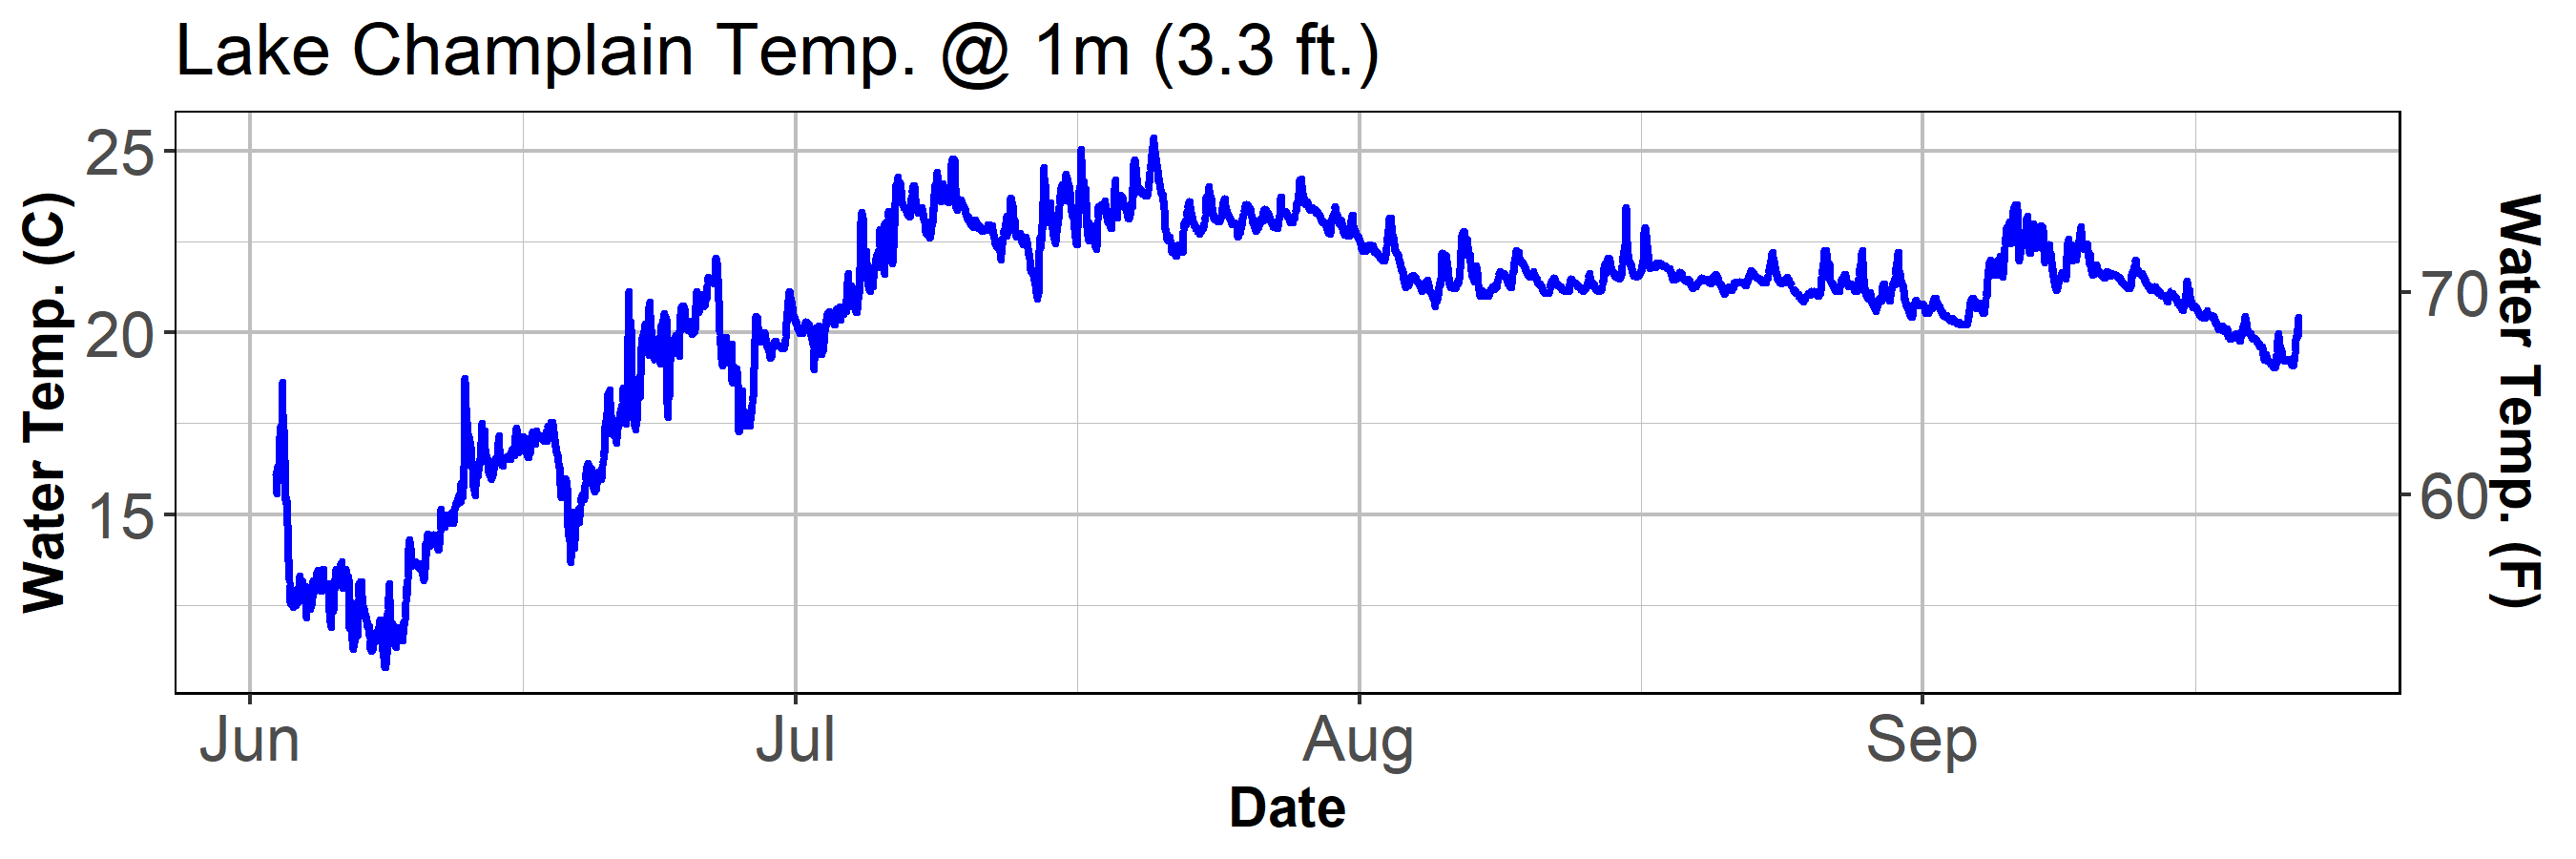 Lake Champlain Temp. @ 1m (3.3 ft.)
Water Temp. (C)
25
20
15
70
60
Water Temp. (F)
Jun Jul Aug Sep
Date